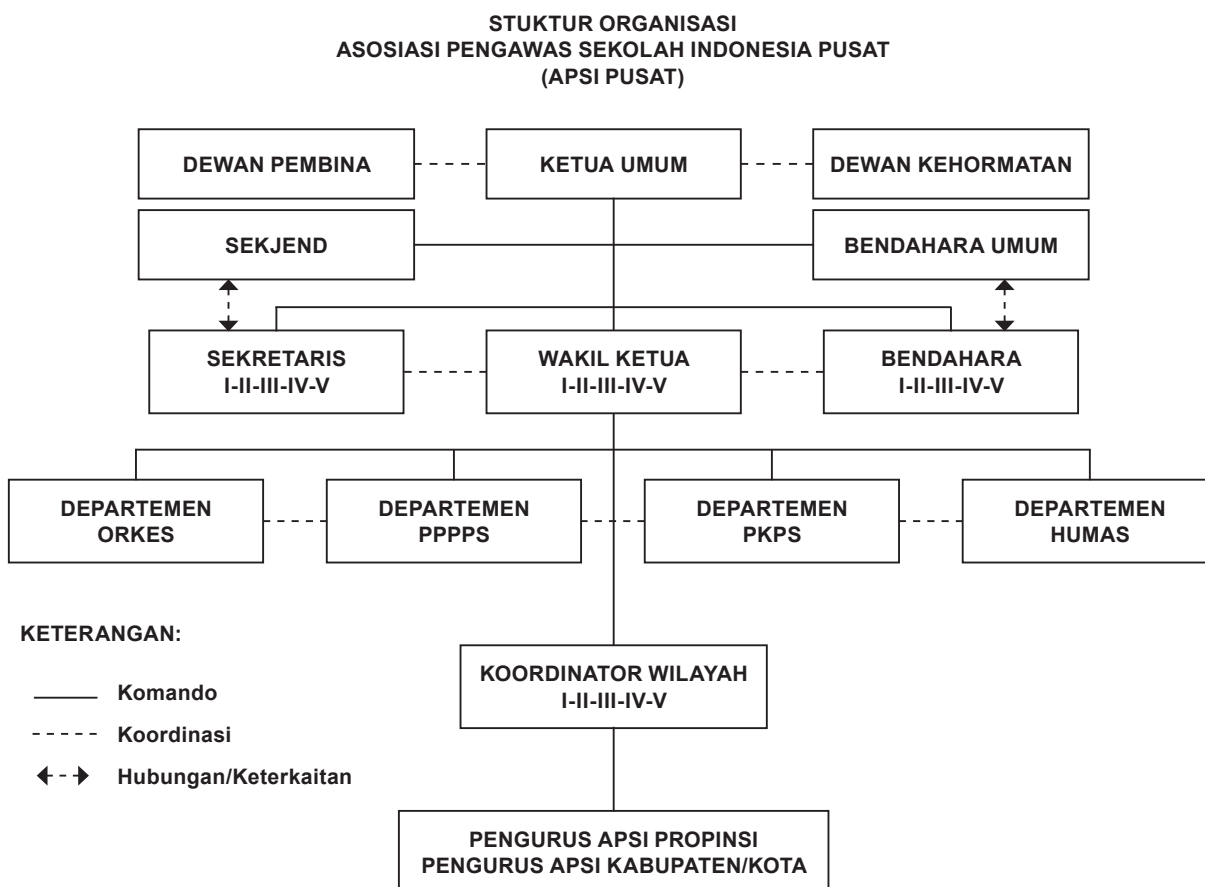 STUKTUR ORGANISASI
ASOSIASI PENGAWAS SEKOLAH INDONESIA PUSAT
(APSI PUSAT)
DEWAN PEMBINA
KETUA UMUM
DEWAN KEHORMATAN
SEKJEND
BENDAHARA UMUM
SEKRETARIS
I-II-III-IV-V
WAKIL KETUA
I-II-III-IV-V
BENDAHARA
I-II-III-IV-V
DEPARTEMEN
ORKES
DEPARTEMEN
PPPPS
DEPARTEMEN
PKPS
DEPARTEMEN
HUMAS
KETERANGAN:
Komando
Koordinasi
Hubungan/Keterkaitan
KOORDINATOR WILAYAH
I-II-III-IV-V
PENGURUS APSI PROPINSI
PENGURUS APSI KABUPATEN/KOTA